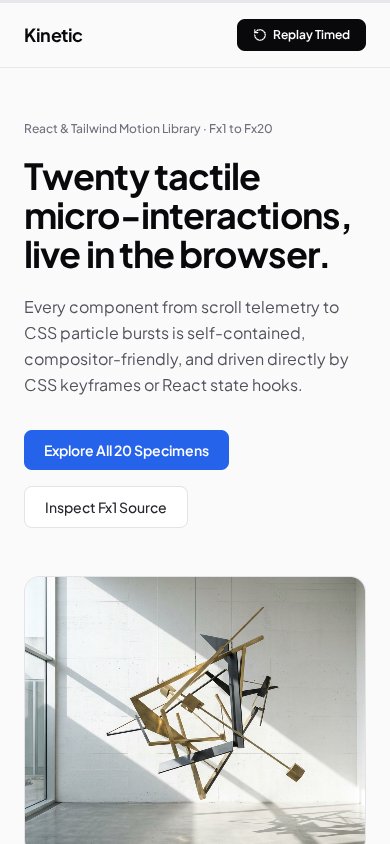 Kinetic
Replay Timed
React & Tailwind Motion Library · Fx1 to Fx20
Twenty tactile
micro-interactions,
live in the browser.
Every component from scroll telemetry to
CSS particle bursts is self-contained,
compositor-friendly, and driven directly by
CSS keyframes or React state hooks.
Explore All 20 Specimens
Inspect Fx1 Source